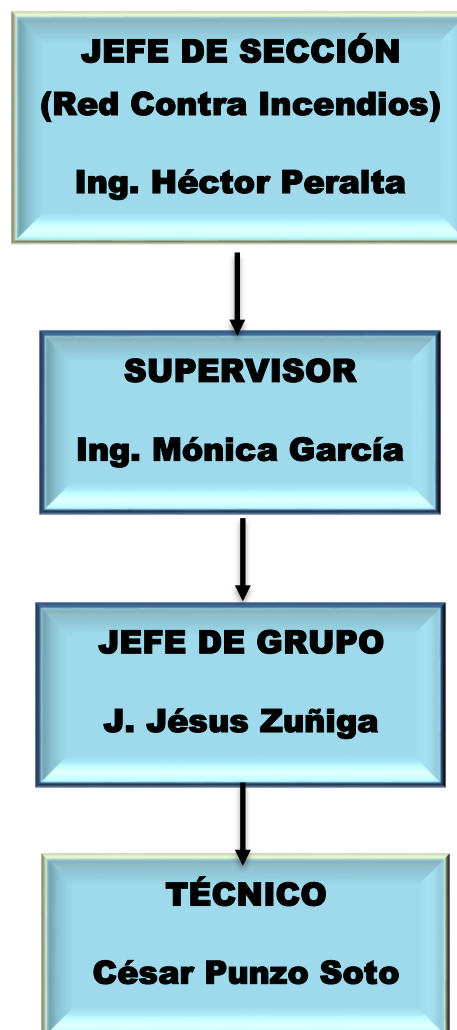 JEFE DE SECCIÓN
(Red Contra Incendios)
Ing. Héctor Peralta
SUPERVISOR
Ing. Mónica García
JEFE DE GRUPO
J. Jésus Zuñiga
TÉCNICO
César Punzo Soto